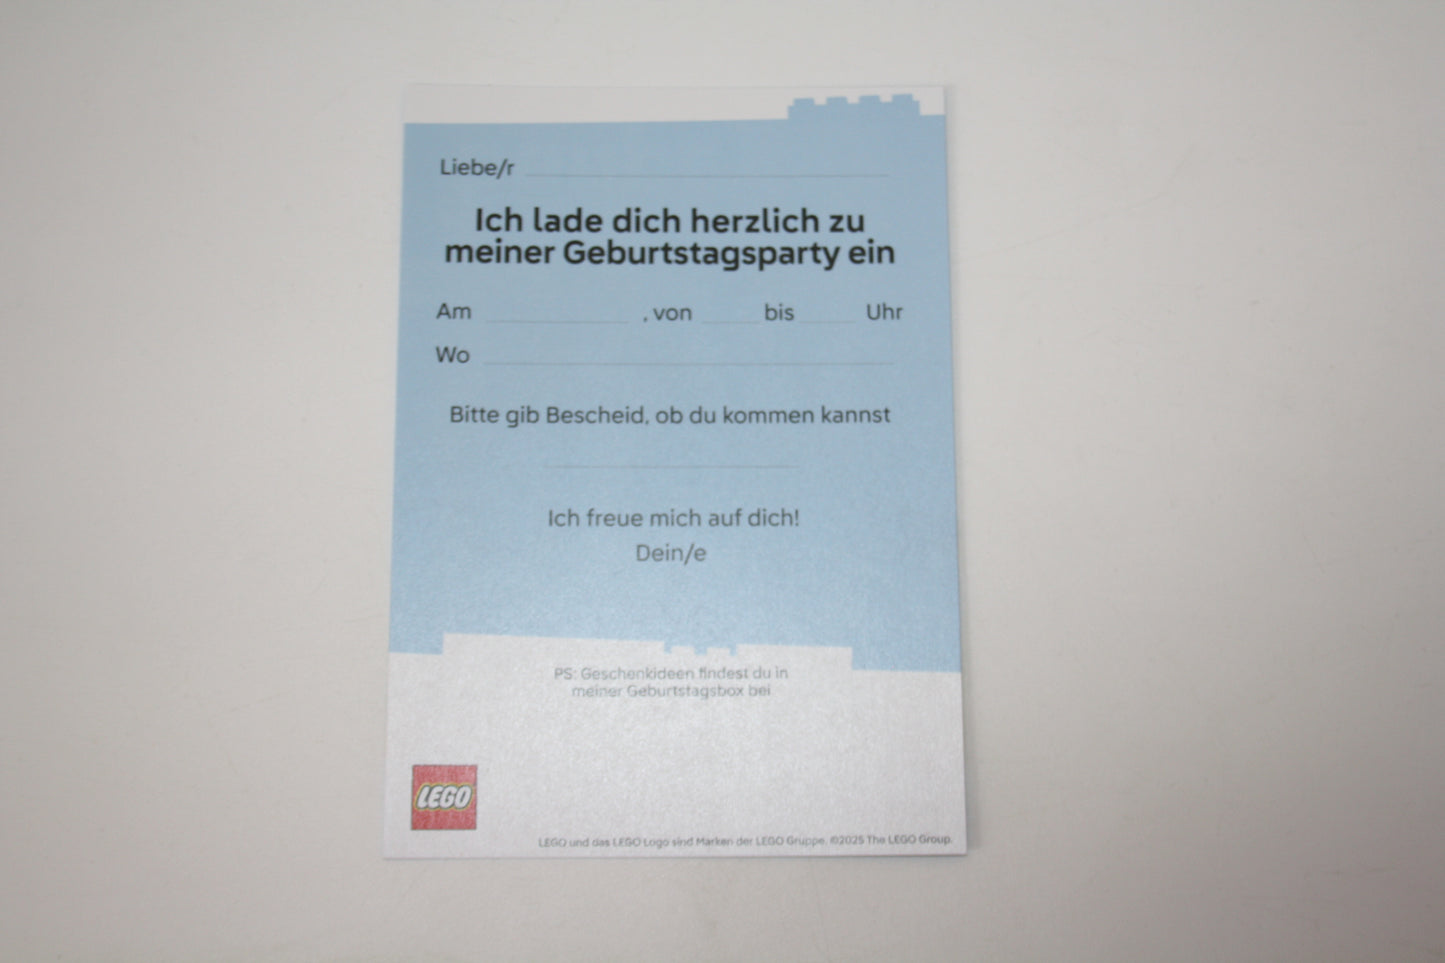 Liebe/r
Ich lade dich herzlich zu
meiner Geburtstagsparty ein
Am , von bis Uhr
Wo
Bitte gib Bescheid, ob du kommen kannst
Ich freue mich auf dich!
Dein/e
PS: Geschenkideen findest du in
meiner Geburtstagsbox bei
LEGO
LEGO und das LEGO Logo sind Marken der LEGO Gruppe. ©2025 The LEGO Group.